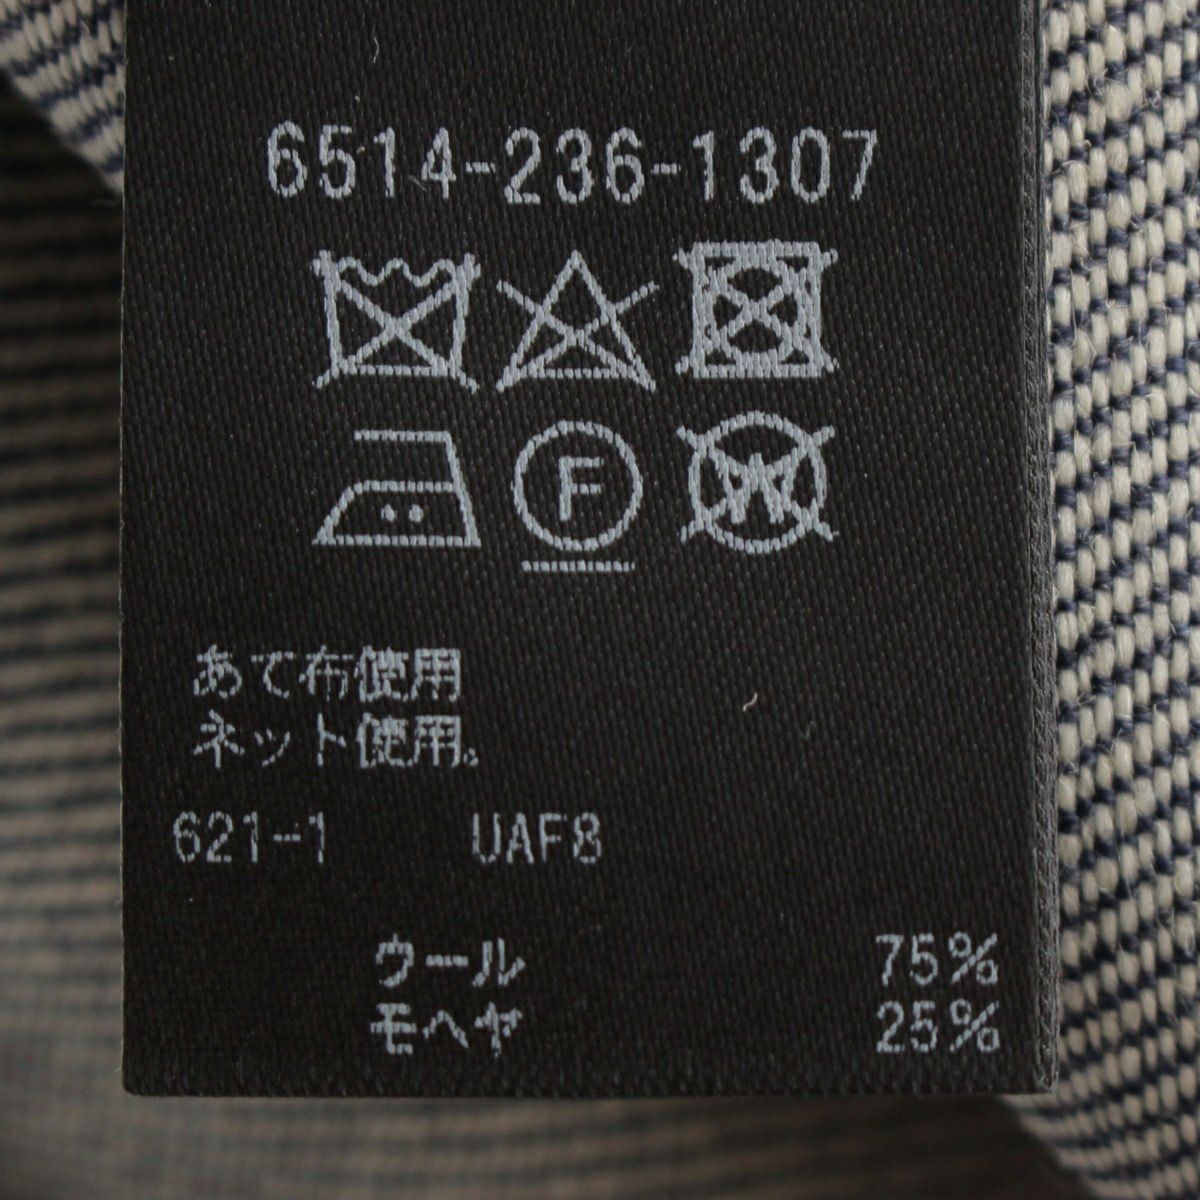 6514-236-1307
F
W
あて布使用
ネット使用。
621-1 UAF8
ウール 75%
モヘヤ 25%